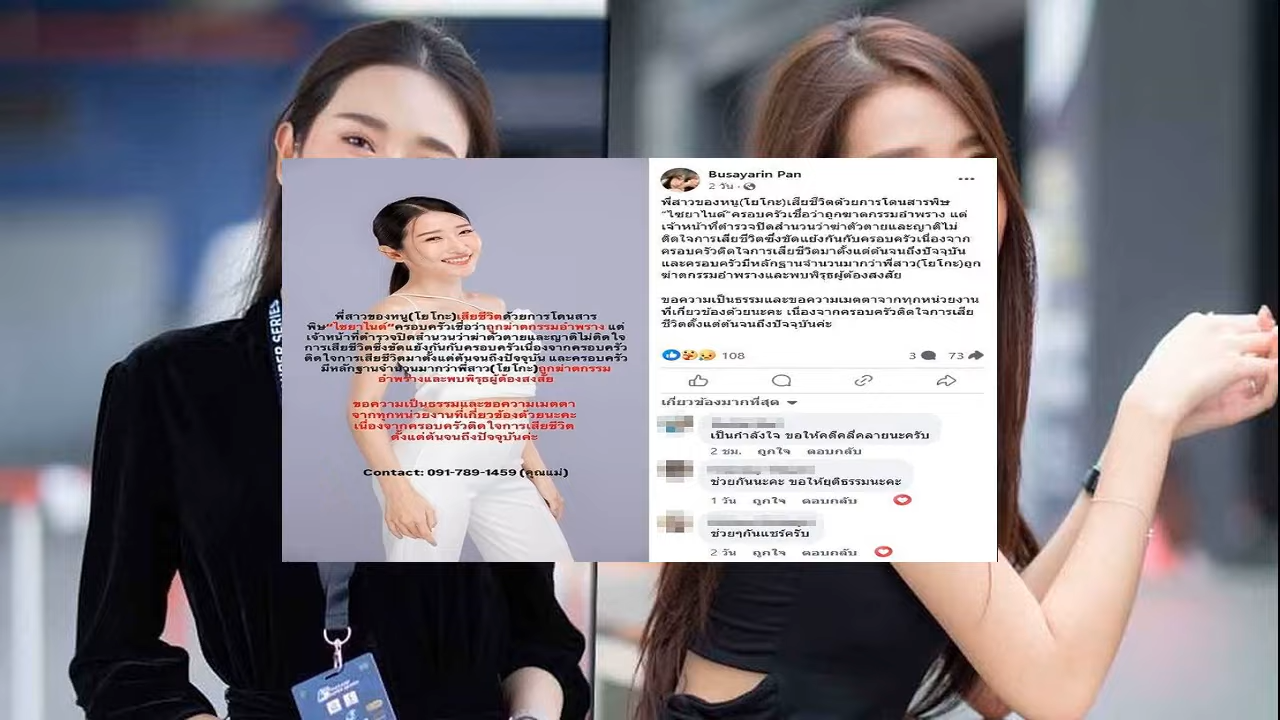 พี่สาวของหนู(โยโกะ)เสียชีวิตด้วยการโดนสาร
พิษ"ไซยาไนด์"ครอบครัวเชื่อว่าถูกฆาตกรรมอำพราง แต่
เจ้าหน้าที่ตำรวจปิดสำนวนว่าฆ่าตัวตายและญาติไม่ติดใจ
การเสียชีวิตซึ่งขัดแย้งกันกับครอบครัวเนื่องจากครอบครัว
ติดใจการเสียชีวิตมาตั้งแต่ต้นจนถึงปัจจุบัน และครอบครัว
มีหลักฐานจำนวนมากว่าพี่สาว(โยโกะ)ถูกฆาตกรรม
อำพรางและพบพิรุธผู้ต้องสงสัย
ขอความเป็นธรรมและขอความเมตตา
จากทุกหน่วยงานที่เกี่ยวข้องด้วยนะคะ
เนื่องจากครอบครัวติดใจการเสียชีวิต
ตั้งแต่ต้นจนถึงปัจจุบันค่ะ
Contact: 091-789-1459 (คุณแม่)
Busayarin Pan
2 วัน
พี่สาวของหนู(โยโกะ)เสียชีวิตด้วยการโดนสารพิษ
"ไซยาไนด์"ครอบครัวเชื่อว่าถูกฆาตกรรมอำพราง แต่
เจ้าหน้าที่ตำรวจปิดสำนวนว่าฆ่าตัวตายและญาติไม่
ติดใจการเสียชีวิตซึ่งขัดแย้งกันกับครอบครัวเนื่องจาก
ครอบครัวติดใจการเสียชีวิตมาตั้งแต่ต้นจนถึงปัจจุบัน
และครอบครัวมีหลักฐานจำนวนมากว่าพี่สาว(โยโกะ)ถูก
ฆาตกรรมอำพรางและพบพิรุธผู้ต้องสงสัย
ขอความเป็นธรรมและขอความเมตตาจากทุกหน่วยงาน
ที่เกี่ยวข้องด้วยนะคะ เนื่องจากครอบครัวติดใจการเสีย
ชีวิตตั้งแต่ต้นจนถึงปัจจุบันค่ะ
108 3 73
เกี่ยวข้องมากที่สุด
เป็นกำลังใจ ขอให้คดีคลี่คลายนะครับ
2 ชม. ถูกใจ ตอบกลับ
ช่วยกันนะคะ ขอให้ยุติธรรมนะคะ
1 วัน ถูกใจ ตอบกลับ
ช่วยๆกันแชร์ครับ
2 วัน ถูกใจ ตอบกลับ